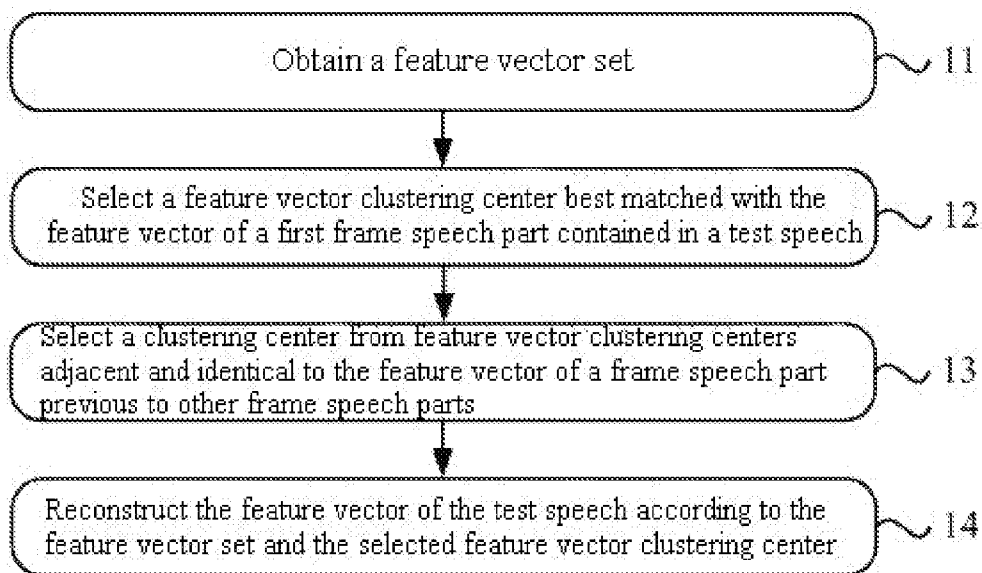 Obtain a feature vector set
11
Select a feature vector clustering center best matched with the
feature vector of a first frame speech part contained in a test speech
12
Select a clustering center from feature vector clustering centers
adjacent and identical to the feature vector of a frame speech part
previous to other frame speech parts
13
Reconstruct the feature vector of the test speech according to the
feature vector set and the selected feature vector clustering center
14